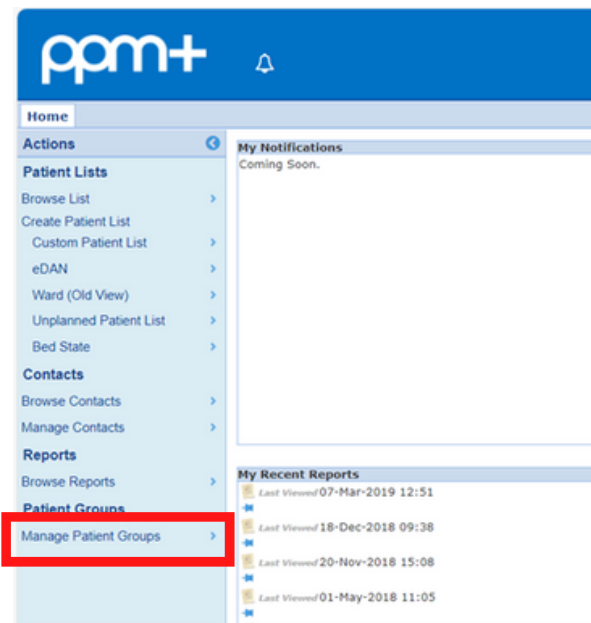 ppm+
Home
Actions
Patient Lists
Browse List
Create Patient List
Custom Patient List
eDAN
Ward (Old View)
Unplanned Patient List
Bed State
Contacts
Browse Contacts
Manage Contacts
Reports
Browse Reports
Patient Groups
Manage Patient Groups
My Notifications
Coming Soon.
My Recent Reports
Last Viewed 07-Mar-2019 12:51
Last Viewed 18-Dec-2018 09:38
Last Viewed 20-Nov-2018 15:08
Last Viewed 01-May-2018 11:05